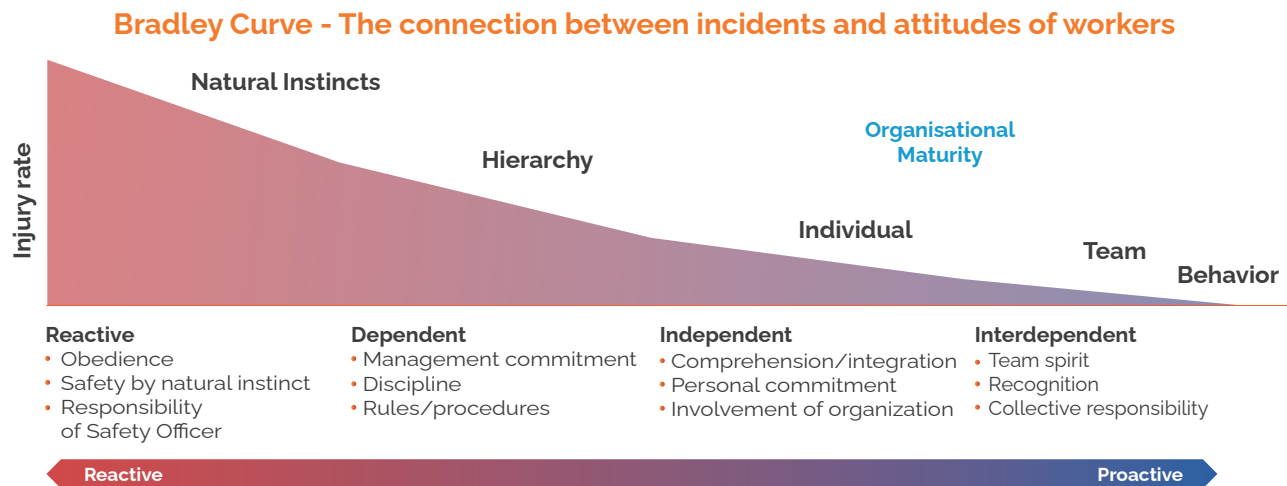 Bradley Curve - The connection between incidents and attitudes of workers
Injury rate
Natural Instincts
Hierarchy
Organisational
Maturity
Individual
Team
Behavior
Reactive
• Obedience
• Safety by natural instinct
• Responsibility
of Safety Officer
Dependent
• Management commitment
• Discipline
• Rules/procedures
Independent
• Comprehension/integration
• Personal commitment
• Involvement of organization
Interdependent
• Team spirit
• Recognition
• Collective responsibility
Reactive
Proactive